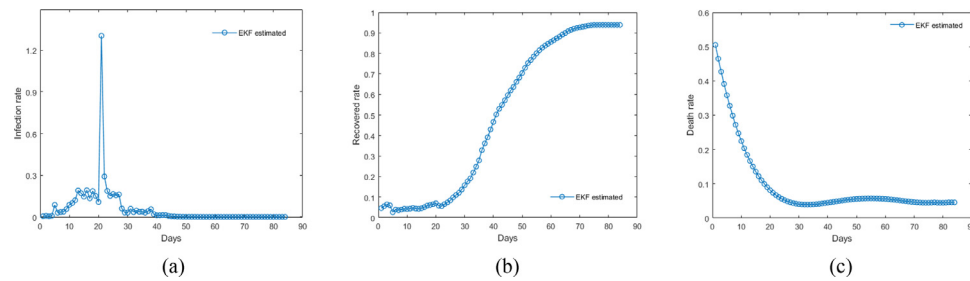 EKF estimated
Infection rate
1.2
0.9
0.6
0.3
0
0 10 20 30 40 50 60 70 80 90
Days
(a)
EKF estimated
Recovered rate
1
0.9
0.8
0.7
0.6
0.5
0.4
0.3
0.2
0.1
0
0 10 20 30 40 50 60 70 80 90
Days
(b)
EKF estimated
Death rate
0.6
0.5
0.4
0.3
0.2
0.1
0
0 10 20 30 40 50 60 70 80 90
Days
(c)